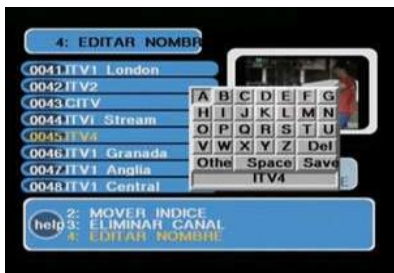 4: EDITAR NOMBR
0041.ITV1 London
0042.ITV2
0043.CITV
0044.ITVi Stream
0045.ITV4
0046.ITV1 Granada
0047.ITV1 Anglia
0048.ITV1 Central
A B C D E F G
H I J K L M N
O P Q R S T U
V W X Y Z Del
Othe Space Save
ITV4
E
help
2: MOVER INDICE
3: ELIMINAR CANAL
4: EDITAR NOMBRE